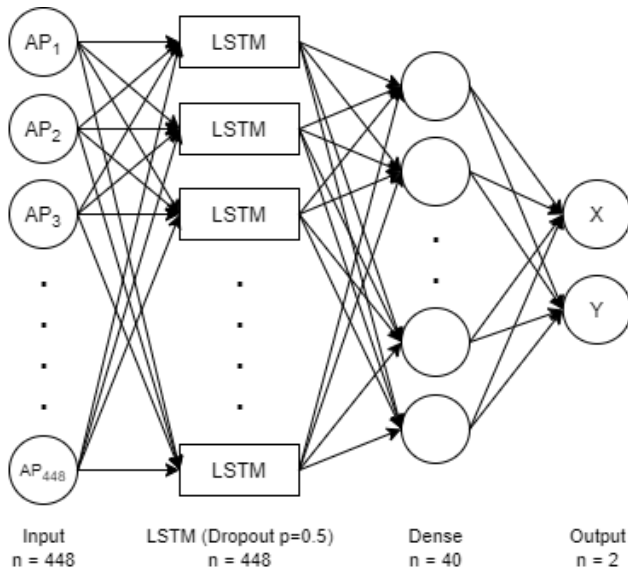 AP1 LSTM
AP2 LSTM
AP3 LSTM
X
Y
AP448 LSTM
Input LSTM (Dropout p=0.5) Dense Output
n = 448 n = 448 n = 40 n = 2